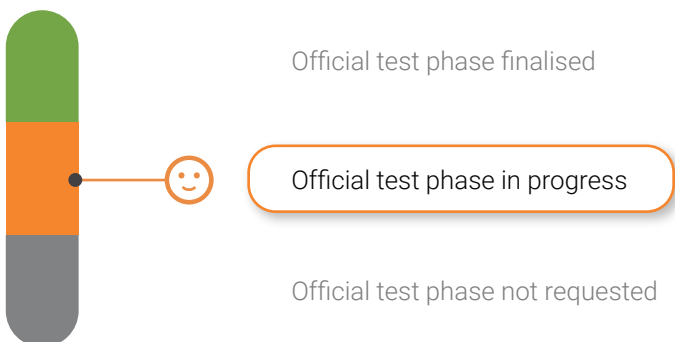 Official test phase finalised
Official test phase in progress
Official test phase not requested